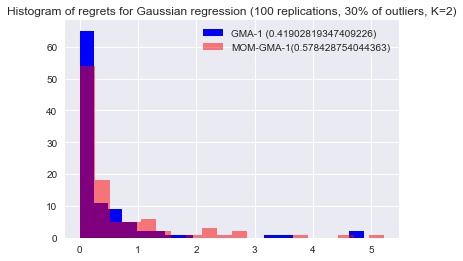 Histogram of regrets for Gaussian regression (100 replications, 30% of outliers, K=2)
GMA-1 (0.41902819347409226)
MOM-GMA-1(0.578428754044363)
60
50
40
30
20
10
0
0 1 2 3 4 5